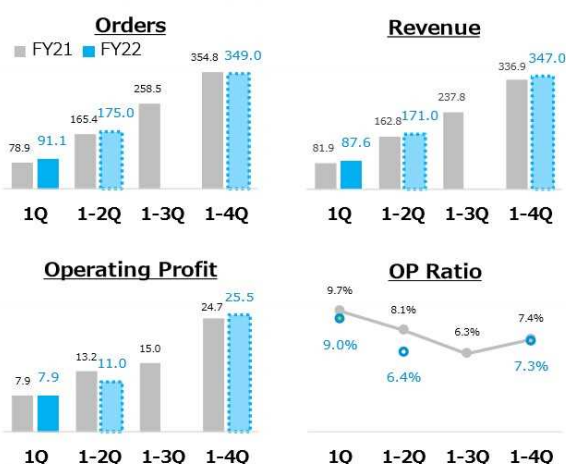 Orders
FY21 FY22
78.9 91.1 165.4 175.0 258.5 354.8 349.0
1Q 1-2Q 1-3Q 1-4Q
Revenue
81.9 87.6 162.8 171.0 237.8 336.9 347.0
1Q 1-2Q 1-3Q 1-4Q
Operating Profit
7.9 7.9 13.2 11.0 15.0 24.7 25.5
1Q 1-2Q 1-3Q 1-4Q
OP Ratio
9.7% 8.1% 6.3% 7.4%
9.0% 6.4% 7.3%
1Q 1-2Q 1-3Q 1-4Q